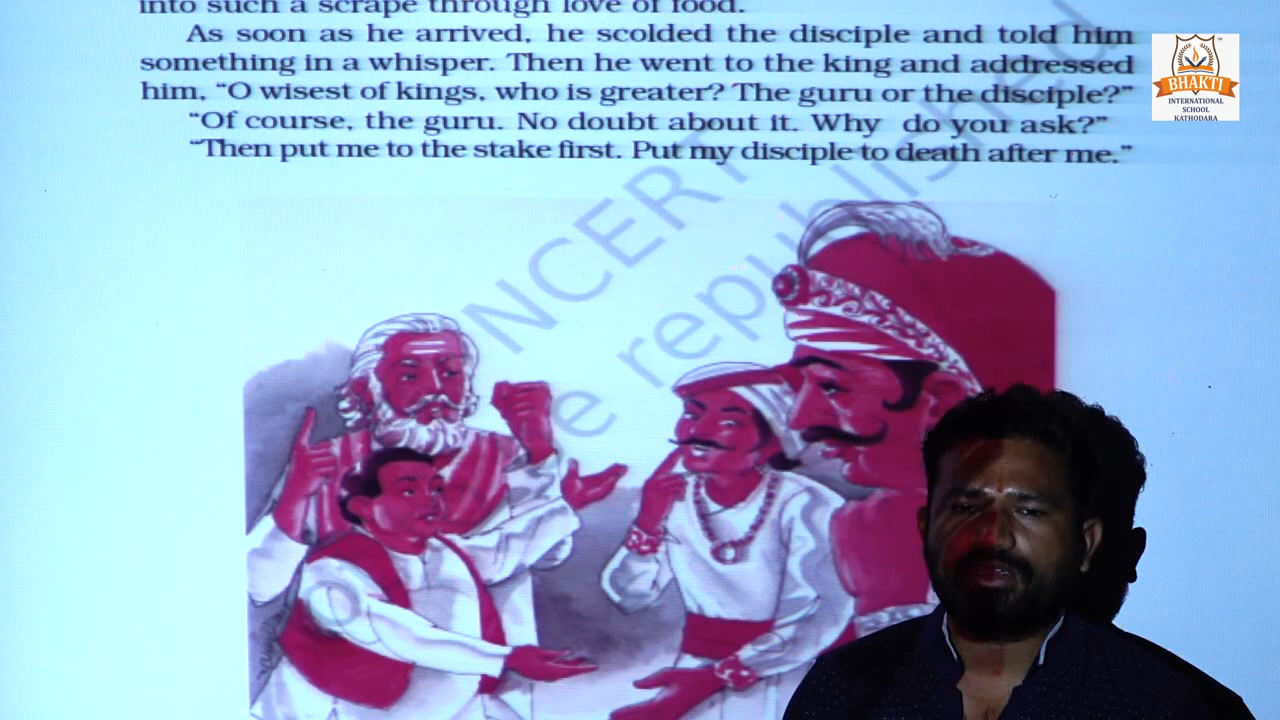 into such a scrape through love of food.
As soon as he arrived, he scolded the disciple and told him
something in a whisper. Then he went to the king and addressed
him, “O wisest of kings, who is greater? The guru or the disciple?”
“Of course, the guru. No doubt about it. Why do you ask?”
“Then put me to the stake first. Put my disciple to death after me.”
NCERT
be republished
BHAKTI
INTERNATIONAL
SCHOOL
KATHODARA